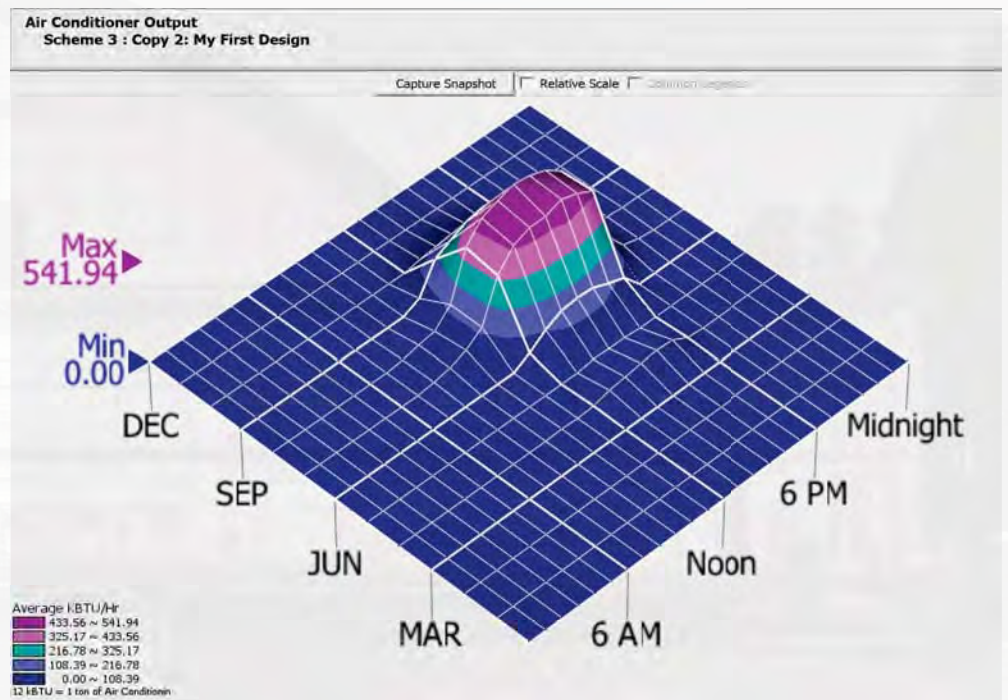 Air Conditioner Output
Scheme 3 : Copy 2: My First Design
Capture Snapshot
Relative Scale
Max
541.94
Min
0.00
DEC
SEP
JUN
MAR
6 AM
Noon
6 PM
Midnight
Average kBTU/Hr
433.56 ~ 541.94
325.17 ~ 433.56
216.78 ~ 325.17
108.39 ~ 216.78
0.00 ~ 108.39
12 kBTU = 1 ton of Air Conditionin